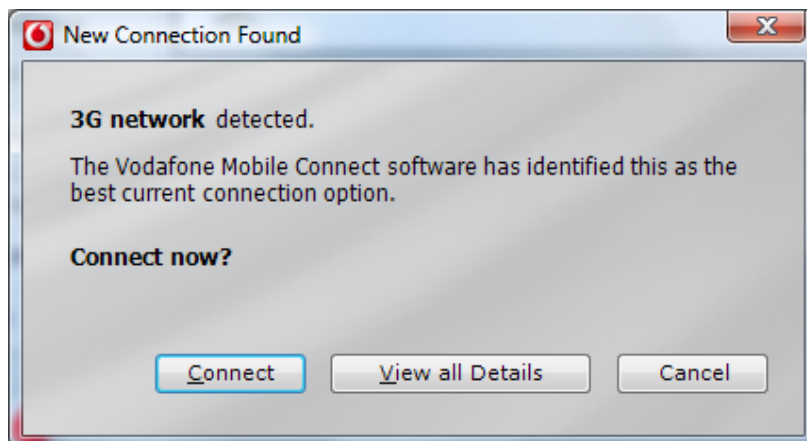 New Connection Found
3G network detected.
The Vodafone Mobile Connect software has identified this as the
best current connection option.
Connect now?
Connect
View all Details
Cancel